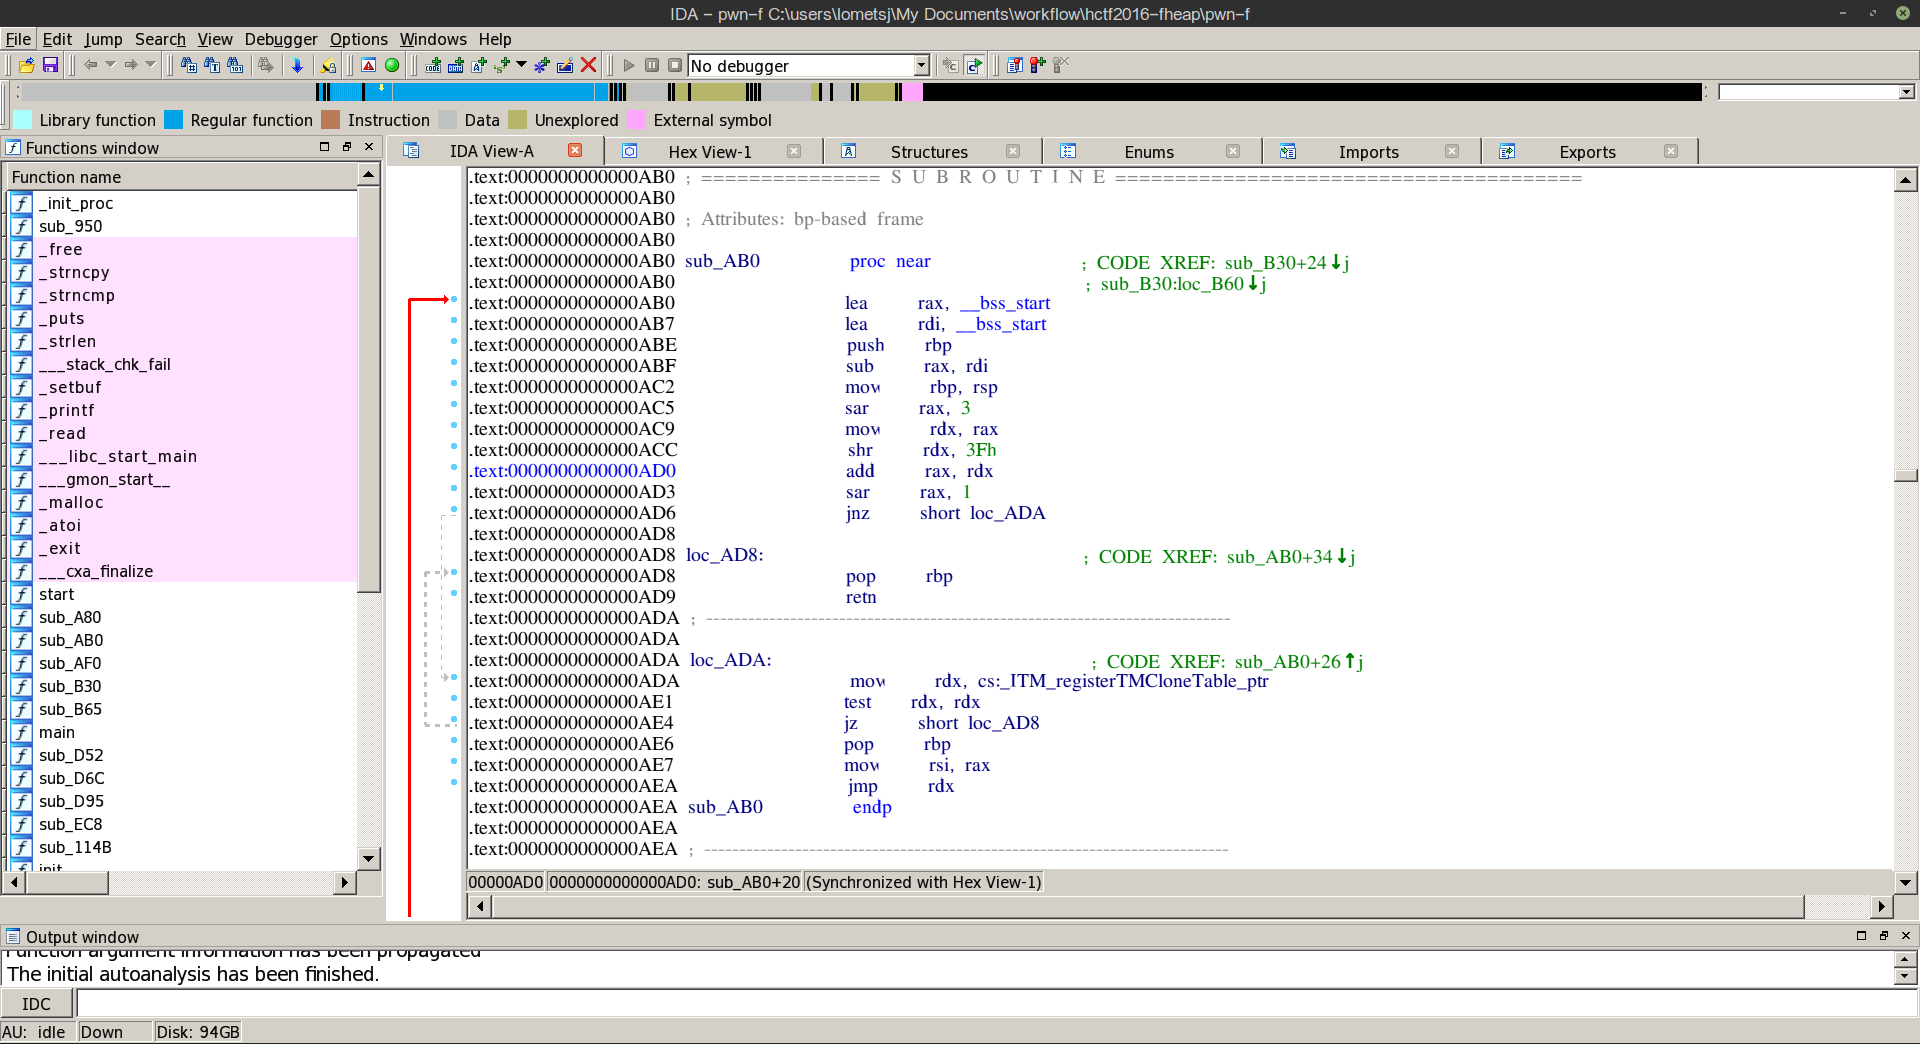 IDA - pwn-f C:\users\lometsj\My Documents\workflow\hctf2016-fheap\pwn-f
File Edit Jump Search View Debugger Options Windows Help
No debugger
Library function Regular function Instruction Data Unexplored External symbol
Functions window
Function name
_init_proc
sub_950
_free
_strncpy
_strncmp
_puts
_strlen
___stack_chk_fail
_setbuf
_printf
_read
___libc_start_main
___gmon_start__
_malloc
_atoi
_exit
___cxa_finalize
start
sub_A80
sub_AB0
sub_AF0
sub_B30
sub_B65
main
sub_D52
sub_D6C
sub_D95
sub_EC8
sub_114B
init
IDA View-A Hex View-1 Structures Enums Imports Exports
.text:0000000000000AB0 ; =============== S U B R O U T I N E =======================================
.text:0000000000000AB0
.text:0000000000000AB0 ; Attributes: bp-based frame
.text:0000000000000AB0
.text:0000000000000AB0 sub_AB0 proc near ; CODE XREF: sub_B30+24↓j
.text:0000000000000AB0 ; sub_B30:loc_B60↓j
.text:0000000000000AB0 lea rax, __bss_start
.text:0000000000000AB7 lea rdi, __bss_start
.text:0000000000000ABE push rbp
.text:0000000000000ABF sub rax, rdi
.text:0000000000000AC2 mov rbp, rsp
.text:0000000000000AC5 sar rax, 3
.text:0000000000000AC9 mov rdx, rax
.text:0000000000000ACC shr rdx, 3Fh
.text:0000000000000AD0 add rax, rdx
.text:0000000000000AD3 sar rax, 1
.text:0000000000000AD6 jnz short loc_ADA
.text:0000000000000AD8
.text:0000000000000AD8 loc_AD8: ; CODE XREF: sub_AB0+34↓j
.text:0000000000000AD8 pop rbp
.text:0000000000000AD9 retn
.text:0000000000000ADA ; ---------------------------------------------------------------------------
.text:0000000000000ADA
.text:0000000000000ADA loc_ADA: ; CODE XREF: sub_AB0+26↑j
.text:0000000000000ADA mov rdx, cs:_ITM_registerTMCloneTable_ptr
.text:0000000000000AE1 test rdx, rdx
.text:0000000000000AE4 jz short loc_AD8
.text:0000000000000AE6 pop rbp
.text:0000000000000AE7 mov rsi, rax
.text:0000000000000AEA jmp rdx
.text:0000000000000AEA sub_AB0 endp
.text:0000000000000AEA
.text:0000000000000AEA ; ---------------------------------------------------------------------------
00000AD0 0000000000000AD0: sub_AB0+20 (Synchronized with Hex View-1)
Output window
Function argument information has been propagated
The initial autoanalysis has been finished.
IDC
AU: idle Down Disk: 94GB